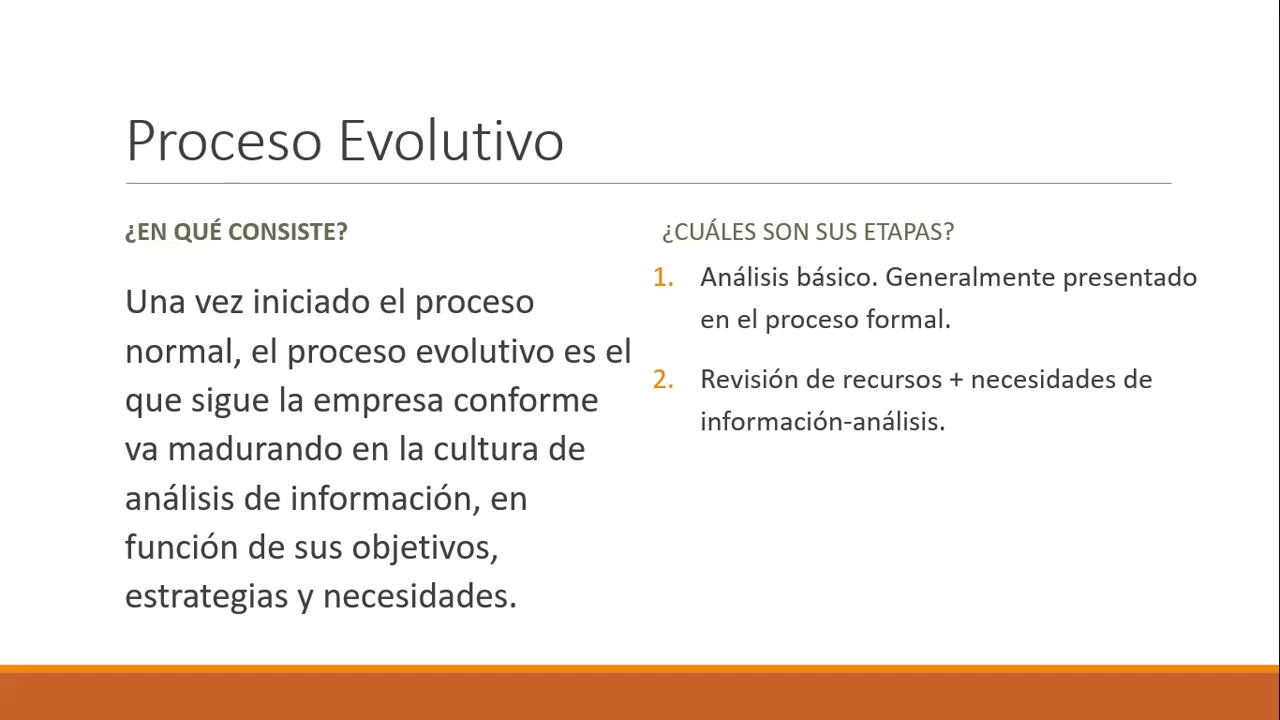 Proceso Evolutivo
¿EN QUÉ CONSISTE?
Una vez iniciado el proceso
normal, el proceso evolutivo es el
que sigue la empresa conforme
va madurando en la cultura de
análisis de información, en
función de sus objetivos,
estrategias y necesidades.
¿CUÁLES SON SUS ETAPAS?
1. Análisis básico. Generalmente presentado
en el proceso formal.
2. Revisión de recursos + necesidades de
información-análisis.